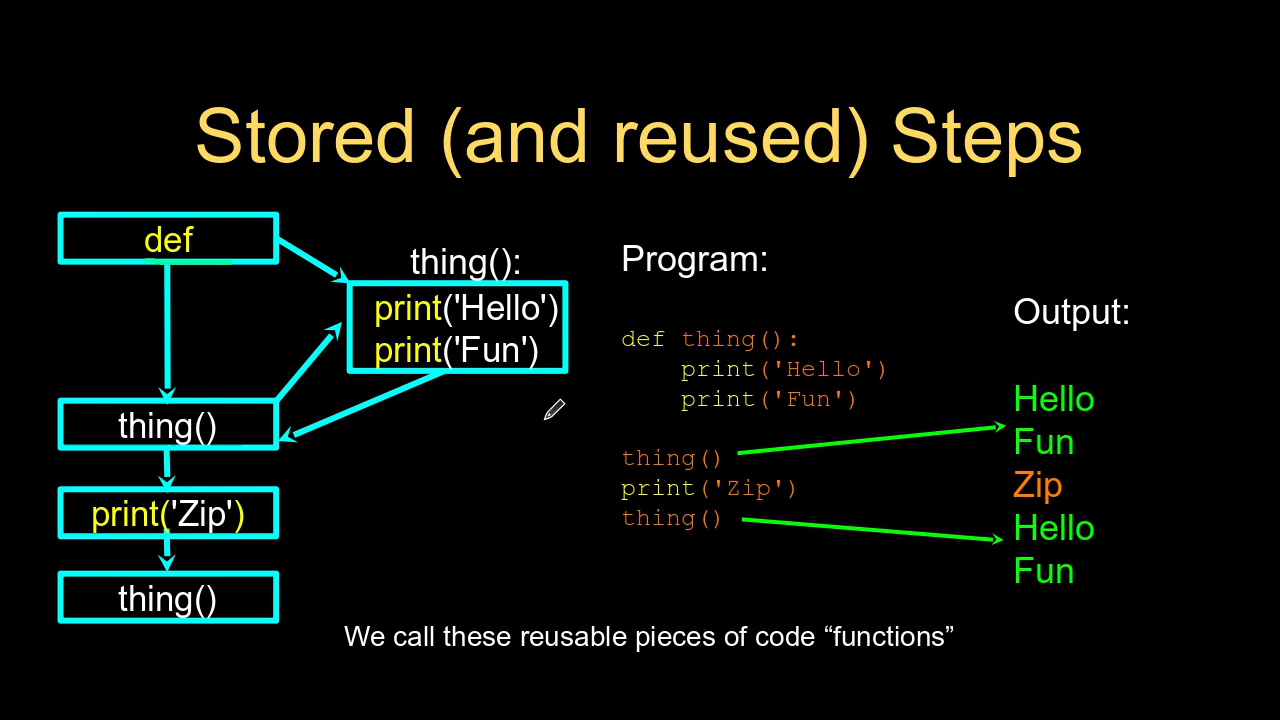 Stored (and reused) Steps
def
thing():
print('Hello')
print('Fun')
thing()
print('Zip')
thing()
Program:
def thing():
    print('Hello')
    print('Fun')
thing()
print('Zip')
thing()
Output:
Hello
Fun
Zip
Hello
Fun
We call these reusable pieces of code “functions”